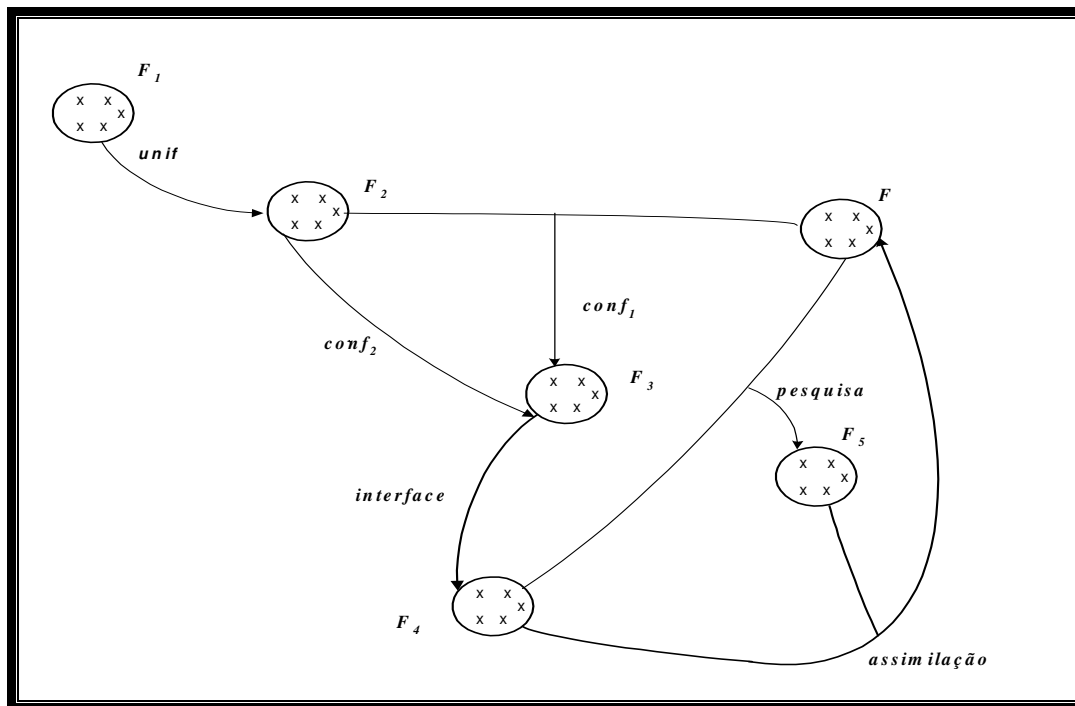 F₁
x x
x
x x
unif
F₂
x x
x
x x
F
x x
x
x x
conf₁
conf₂
F₃
x x
x
x x
pesquisa
F₅
x x
x
x x
interface
F₄
x x
x
x x
assimilação